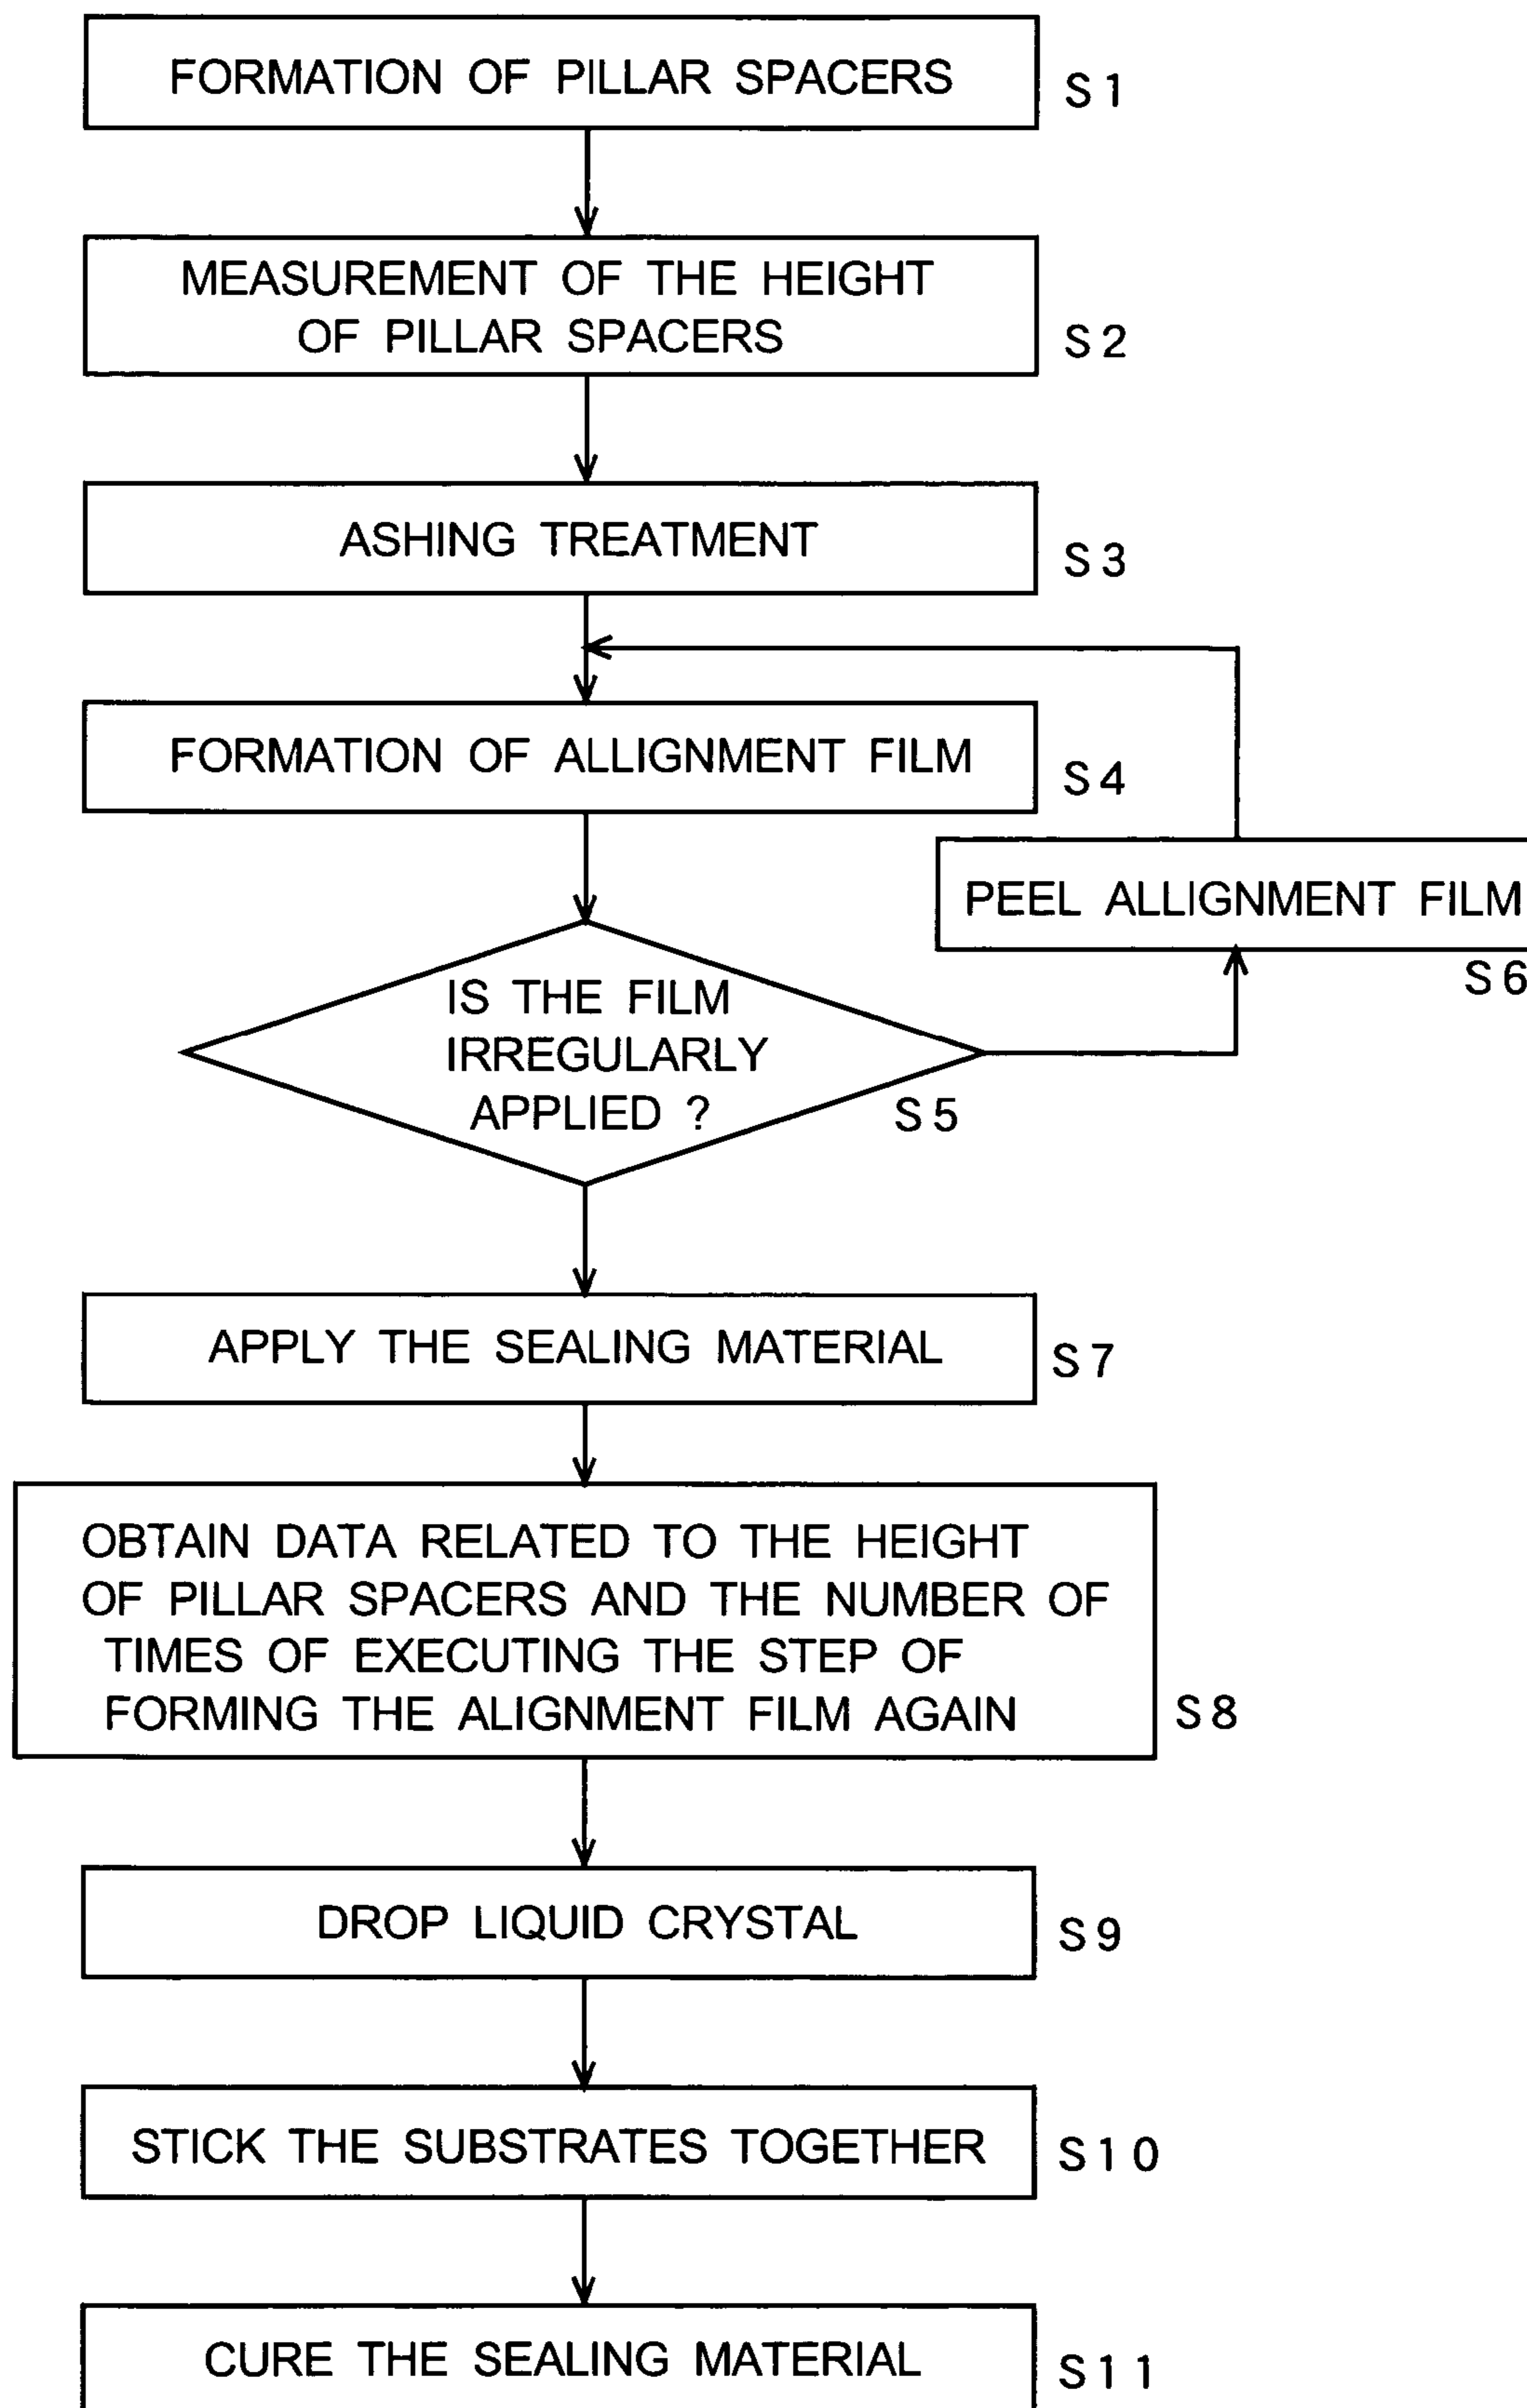 FORMATION OF PILLAR SPACERS
S1
MEASUREMENT OF THE HEIGHT
OF PILLAR SPACERS
S2
ASHING TREATMENT
S3
FORMATION OF ALLIGNMENT FILM
S4
PEEL ALLIGNMENT FILM
S6
IS THE FILM
IRREGULARLY
APPLIED ?
S5
APPLY THE SEALING MATERIAL
S7
OBTAIN DATA RELATED TO THE HEIGHT
OF PILLAR SPACERS AND THE NUMBER OF
TIMES OF EXECUTING THE STEP OF
FORMING THE ALIGNMENT FILM AGAIN
S8
DROP LIQUID CRYSTAL
S9
STICK THE SUBSTRATES TOGETHER
S10
CURE THE SEALING MATERIAL
S11